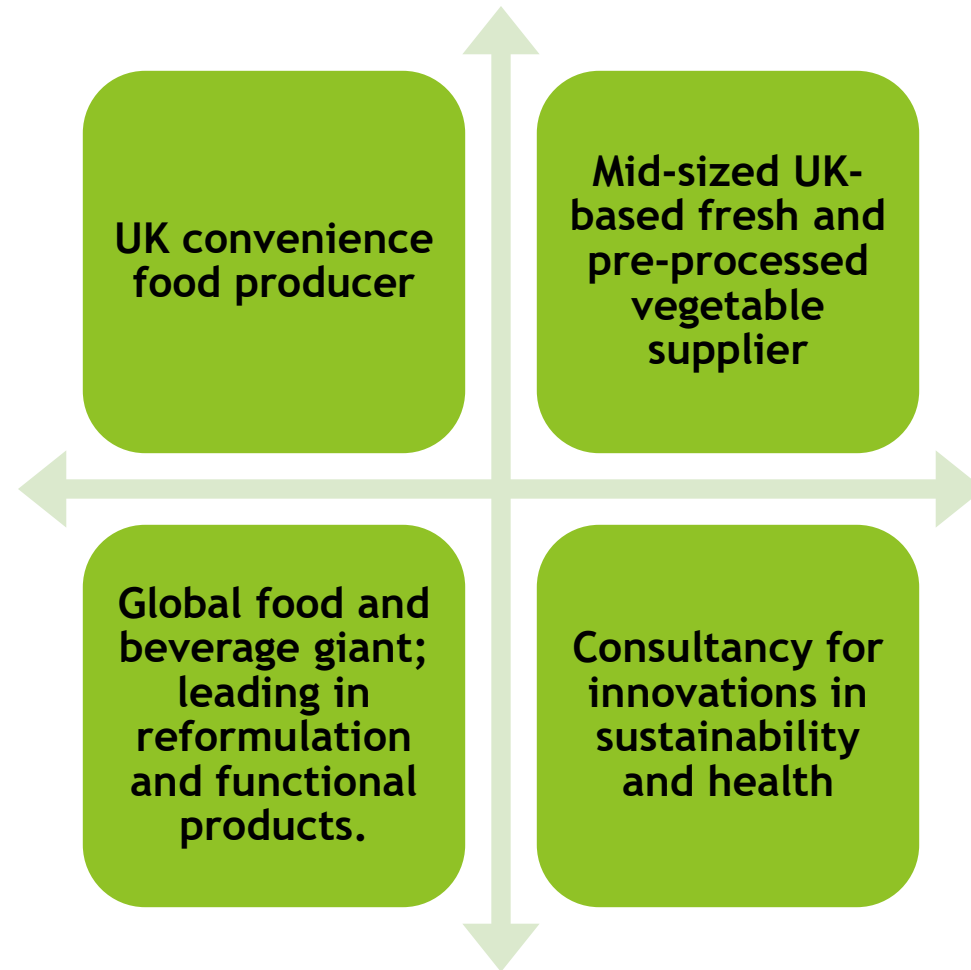 UK convenience
food producer
Mid-sized UK-
based fresh and
pre-processed
vegetable
supplier
Global food and
beverage giant;
leading in
reformulation
and functional
products.
Consultancy for
innovations in
sustainability
and health